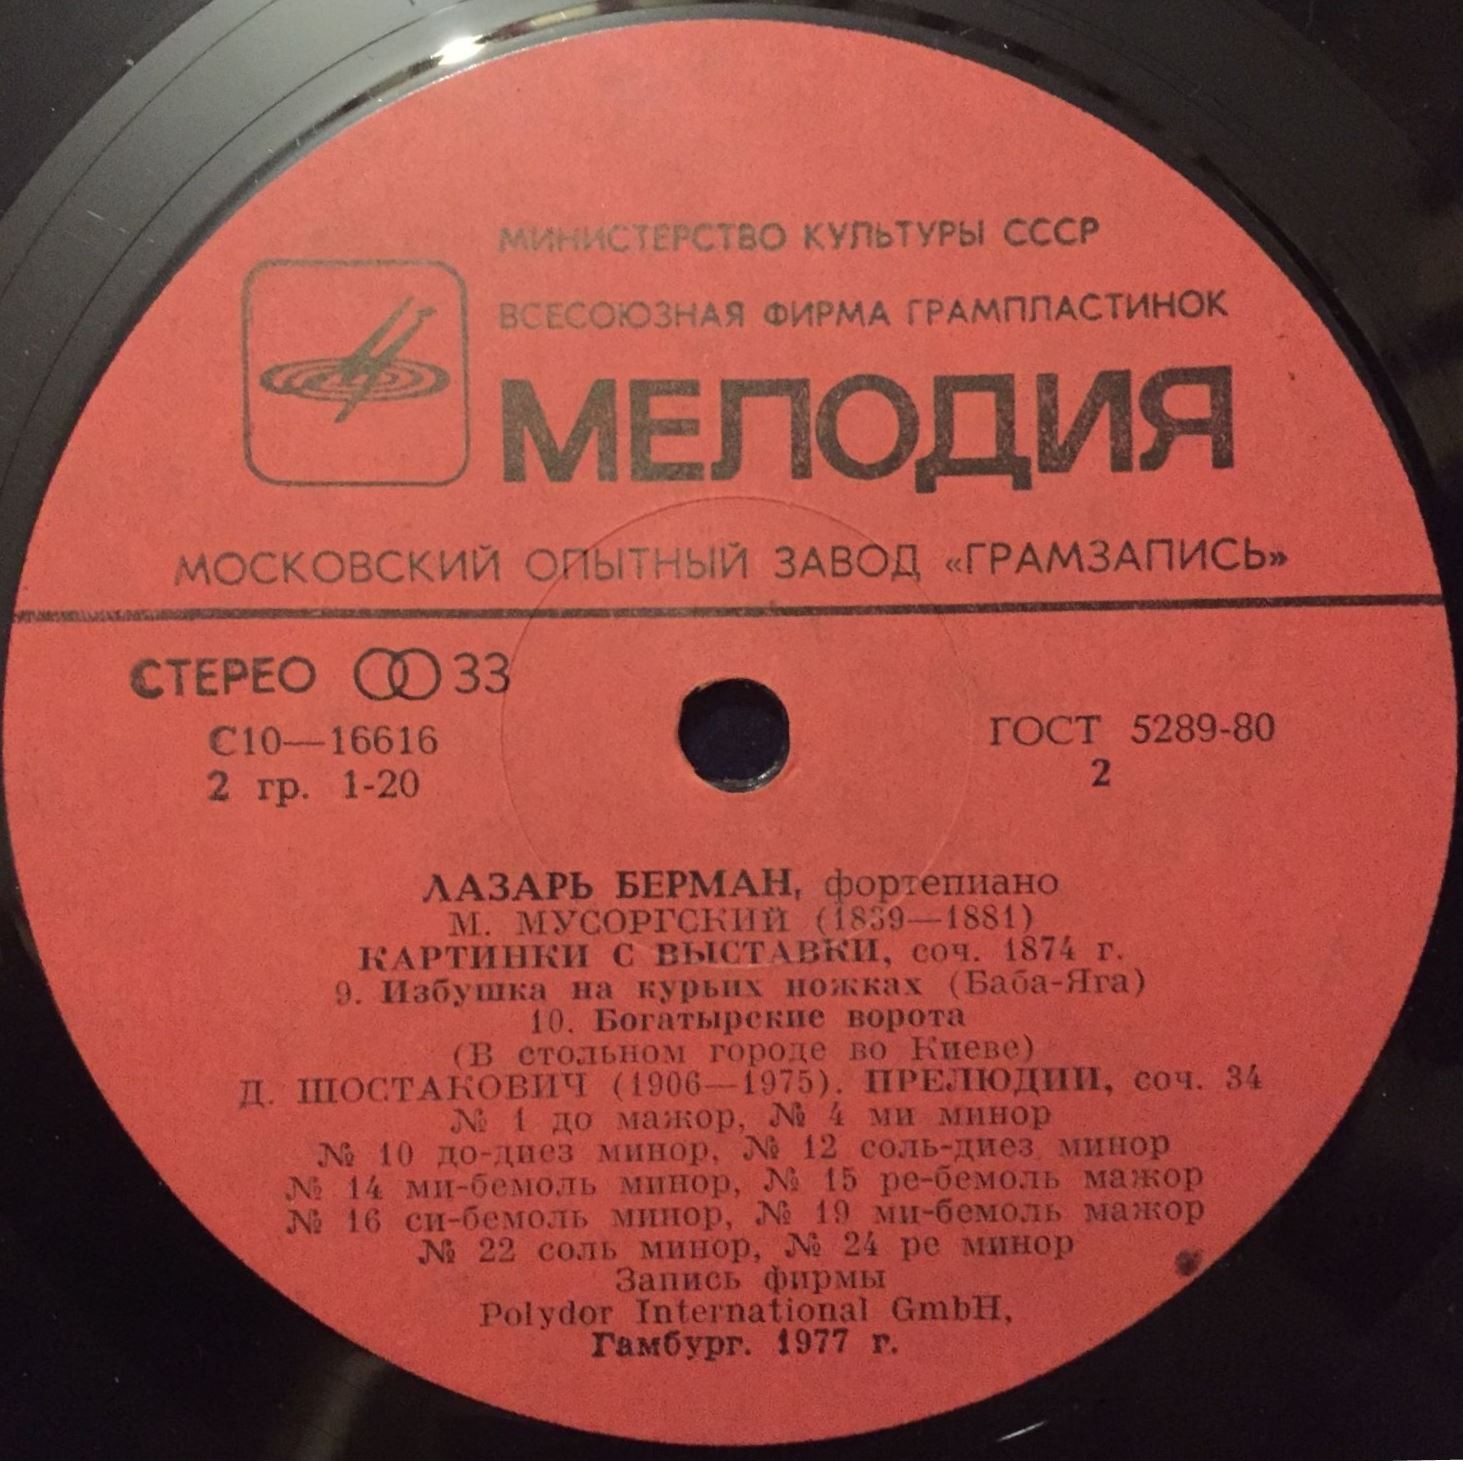 МИНИСТЕРСТВО КУЛЬТУРЫ СССР
ВСЕСОЮЗНАЯ ФИРМА ГРАМПЛАСТИНОК
МЕЛОДИЯ
МОСКОВСКИЙ ОПЫТНЫЙ ЗАВОД «ГРАМЗАПИСЬ»
СТЕРЕО 33
С10—16616
2 гр. 1-20
ГОСТ 5289-80
2
ЛАЗАРЬ БЕРМАН, фортепиано
М. МУСОРГСКИЙ (1839—1881)
КАРТИНКИ С ВЫСТАВКИ, соч. 1874 г.
9. Избушка на курьих ножках (Баба-Яга)
10. Богатырские ворота
(В стольном городе во Киеве)
Д. ШОСТАКОВИЧ (1906—1975). ПРЕЛЮДИИ, соч. 34
№ 1 до мажор, № 4 ми минор
№ 10 до-диез минор, № 12 соль-диез минор
№ 14 ми-бемоль минор, № 15 ре-бемоль мажор
№ 16 си-бемоль минор, № 19 ми-бемоль мажор
№ 22 соль минор, № 24 ре минор
Запись фирмы
Polydor International GmbH,
Гамбург. 1977 г.